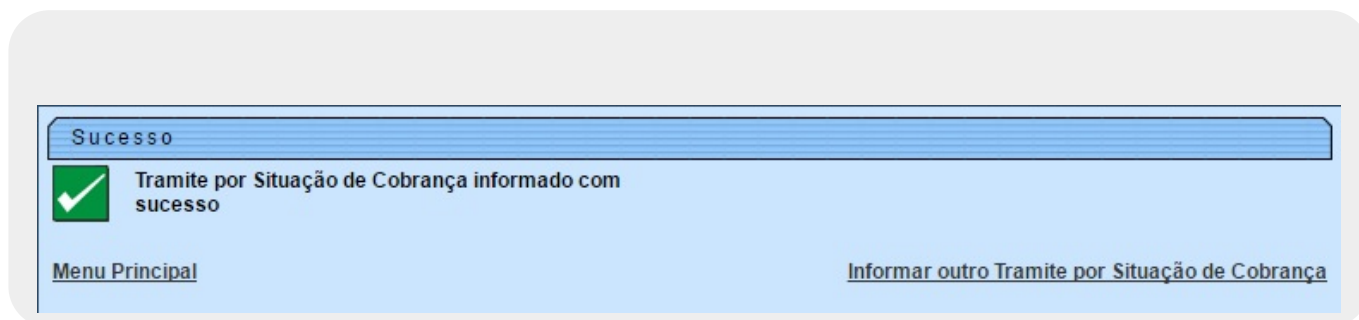 Sucesso
Tramite por Situação de Cobrança informado com
sucesso
Menu Principal
Informar outro Tramite por Situação de Cobrança